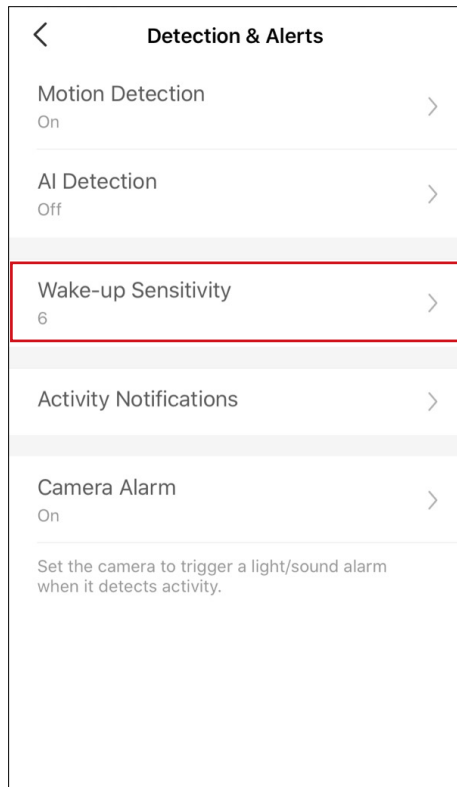 Detection & Alerts
Motion Detection
On
AI Detection
Off
Wake-up Sensitivity
6
Activity Notifications
Camera Alarm
On
Set the camera to trigger a light/sound alarm
when it detects activity.